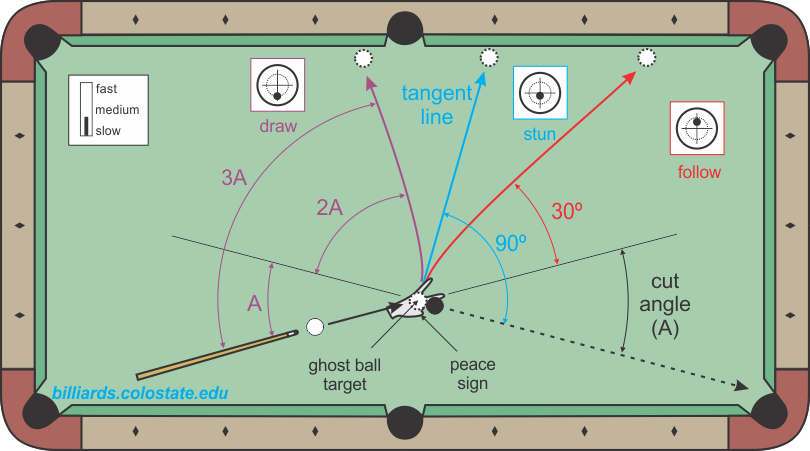 fast
medium
slow
draw
tangent
line
stun
follow
3A
2A
30º
90º
A
cut
angle
(A)
ghost ball
target
peace
sign
billiards.colostate.edu